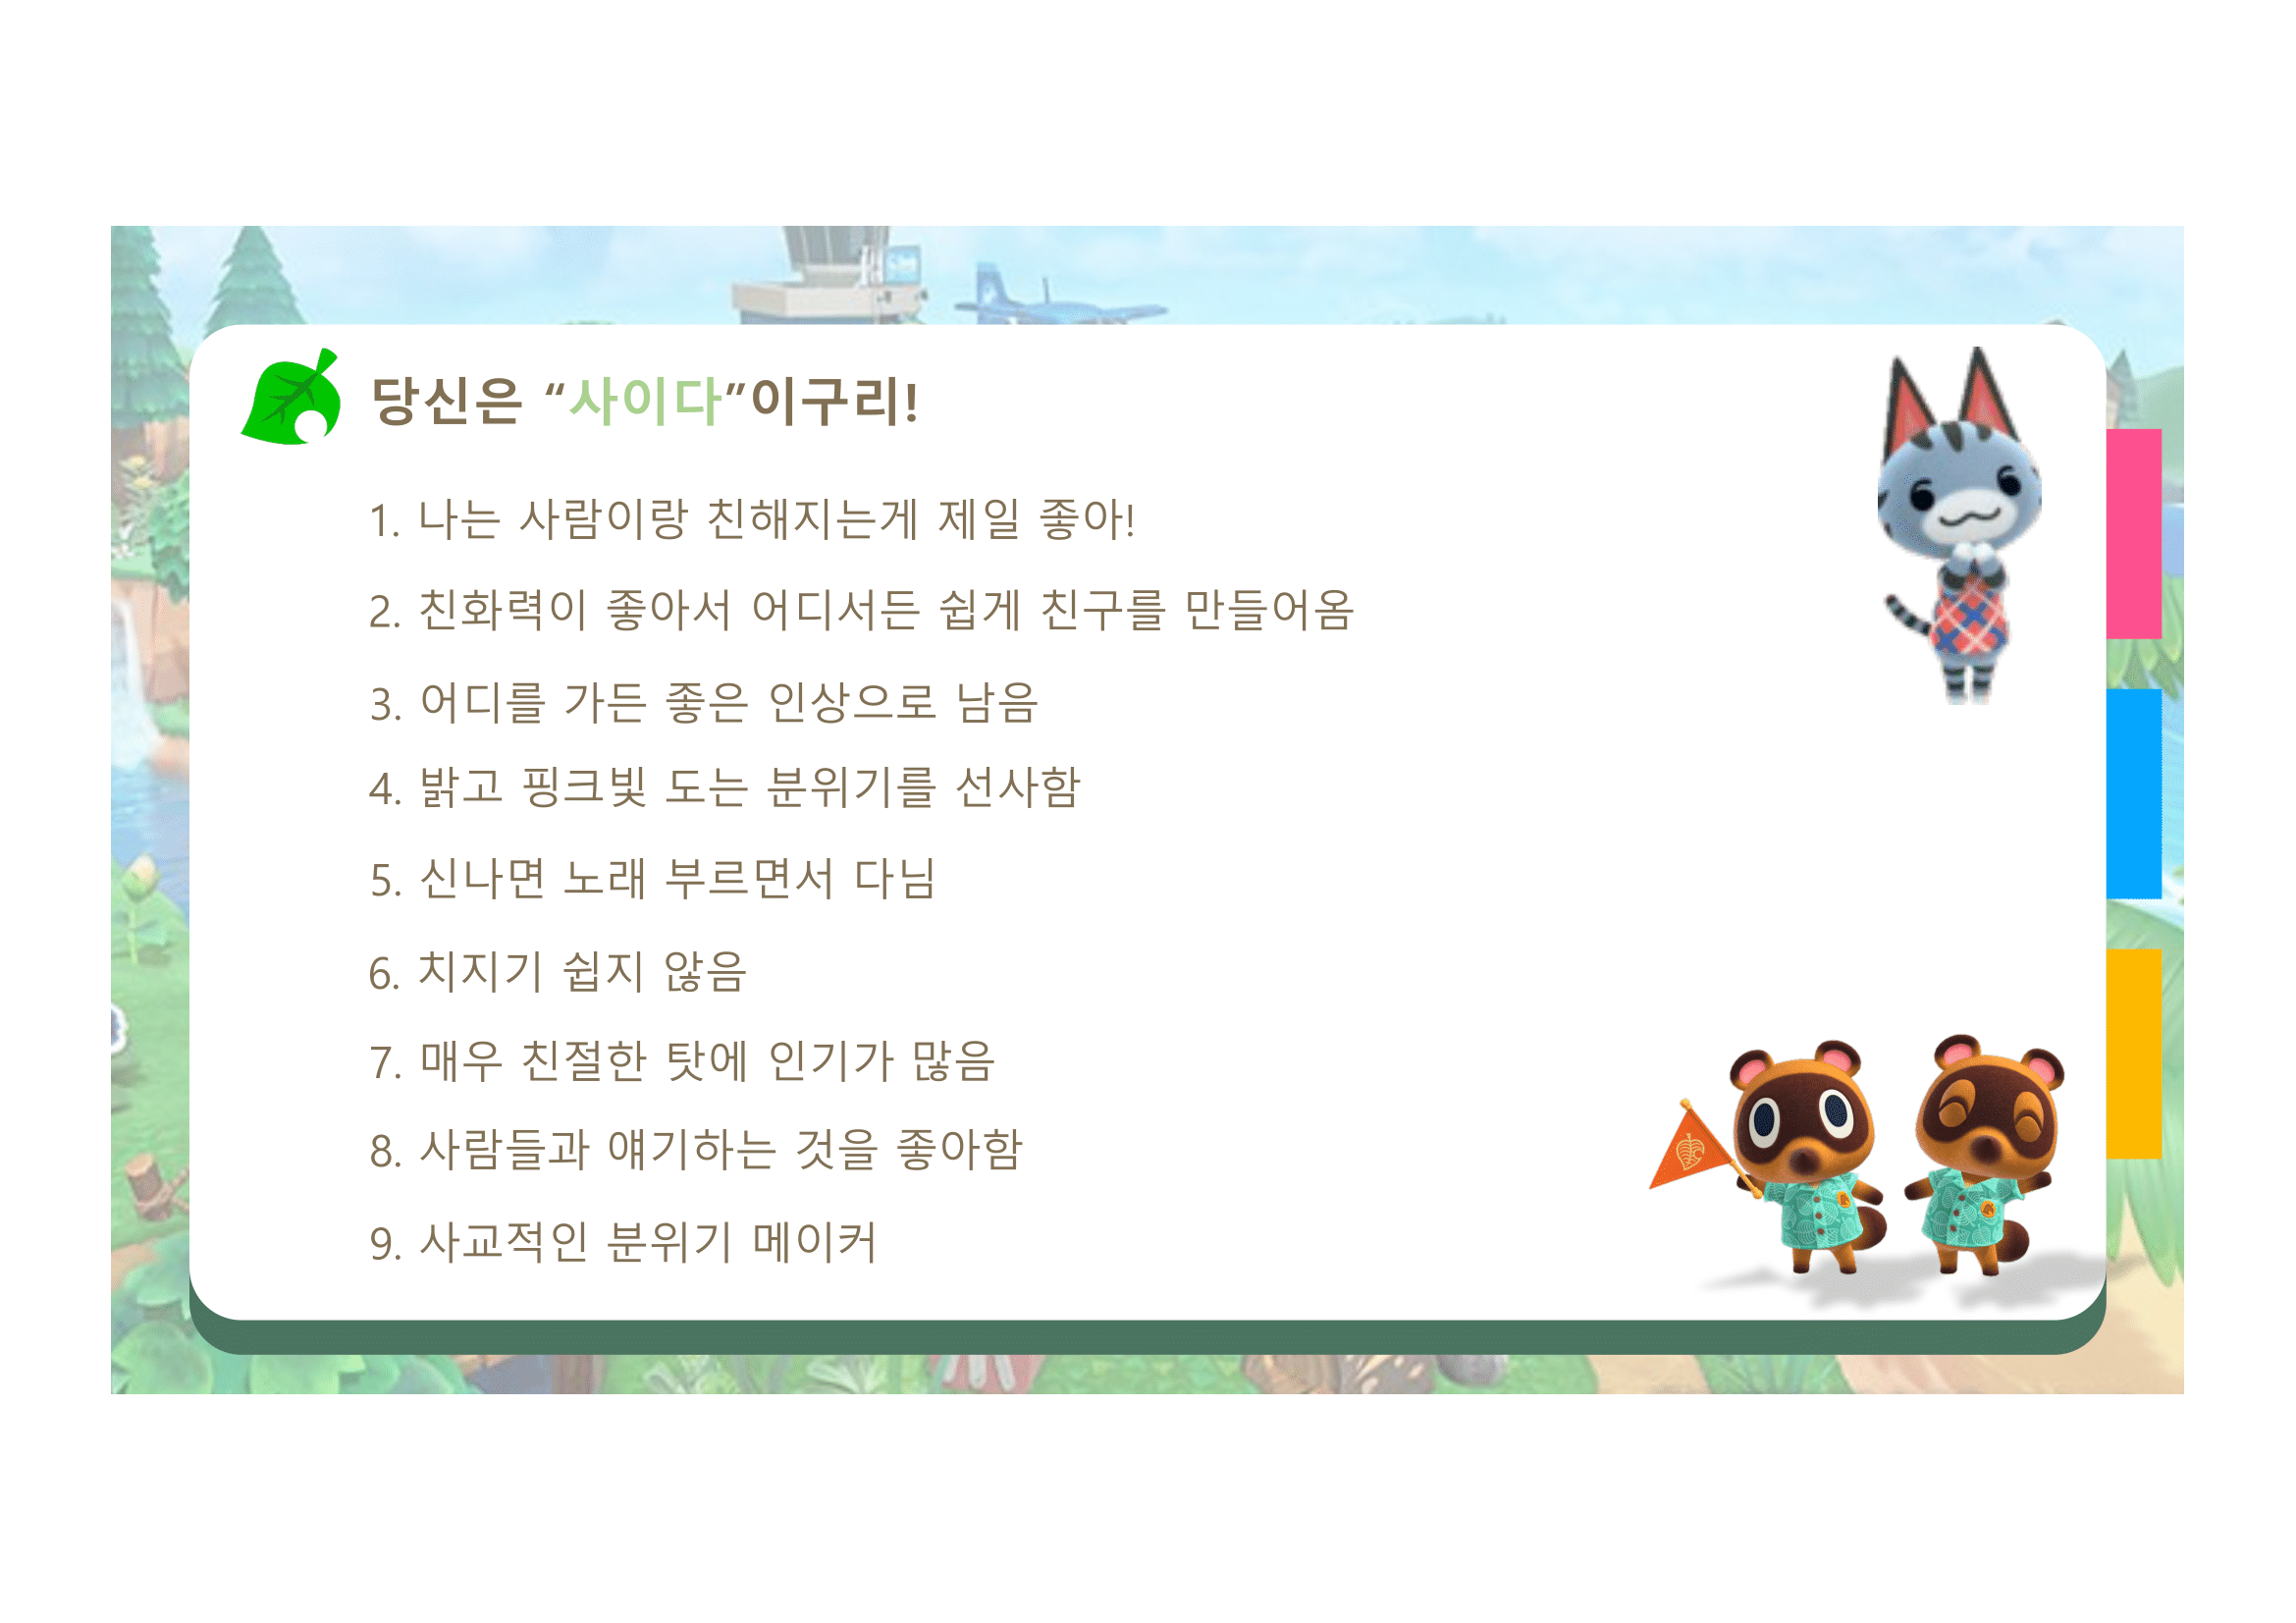 당신은 “사이다”이구리!
1. 나는 사람이랑 친해지는게 제일 좋아!
2. 친화력이 좋아서 어디서든 쉽게 친구를 만들어옴
3. 어디를 가든 좋은 인상으로 남음
4. 밝고 핑크빛 도는 분위기를 선사함
5. 신나면 노래 부르면서 다님
6. 치지기 쉽지 않음
7. 매우 친절한 탓에 인기가 많음
8. 사람들과 얘기하는 것을 좋아함
9. 사교적인 분위기 메이커